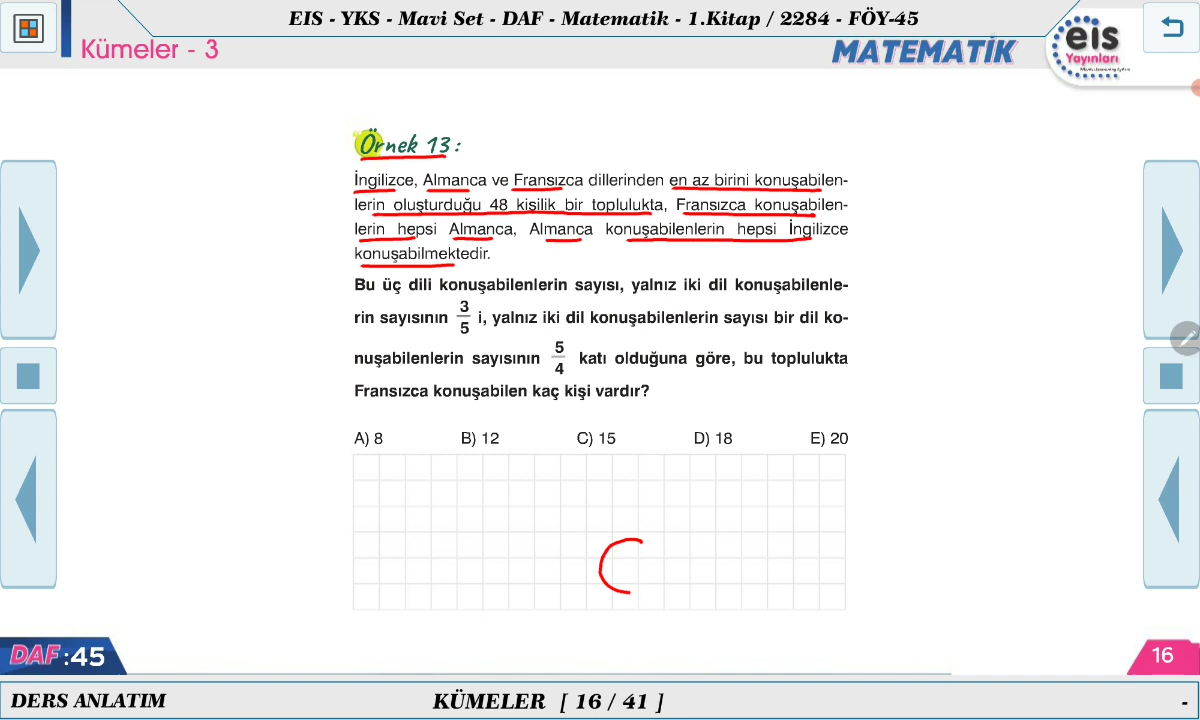 EIS - YKS - Mavi Set - DAF - Matematik - 1.Kitap / 2284 - FÖY-45
Kümeler - 3
MATEMATİK
eis
Yayınları
Örnek 13 :
İngilizce, Almanca ve Fransızca dillerinden en az birini konuşabilen-
lerin oluşturduğu 48 kişilik bir toplulukta, Fransızca konuşabilen-
lerin hepsi Almanca, Almanca konuşabilenlerin hepsi İngilizce
konuşabilmektedir.
Bu üç dili konuşabilenlerin sayısı, yalnız iki dil konuşabilenle-
rin sayısının 3/5 i, yalnız iki dil konuşabilenlerin sayısı bir dil ko-
nuşabilenlerin sayısının 5/4 katı olduğuna göre, bu toplulukta
Fransızca konuşabilen kaç kişi vardır?
A) 8 B) 12 C) 15 D) 18 E) 20
DAF :45
16
DERS ANLATIM
KÜMELER [ 16 / 41 ]
-